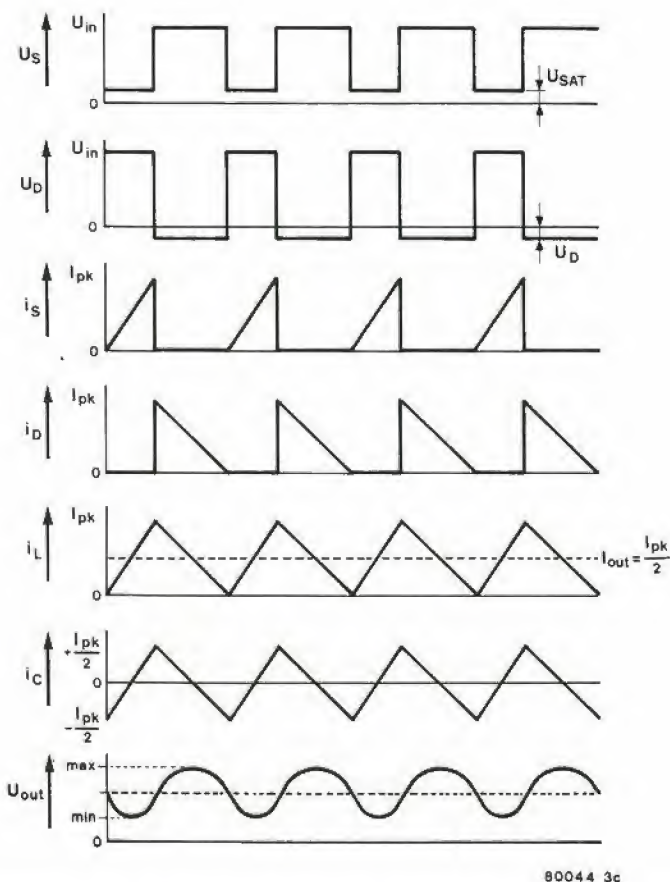 U_S
U_in
0
U_SAT
U_D
U_in
0
U_D
i_S
I_pk
0
i_D
I_pk
0
i_L
I_pk
0
I_out = I_pk/2
i_C
+I_pk/2
0
-I_pk/2
U_out
max
min
0
80044 3c